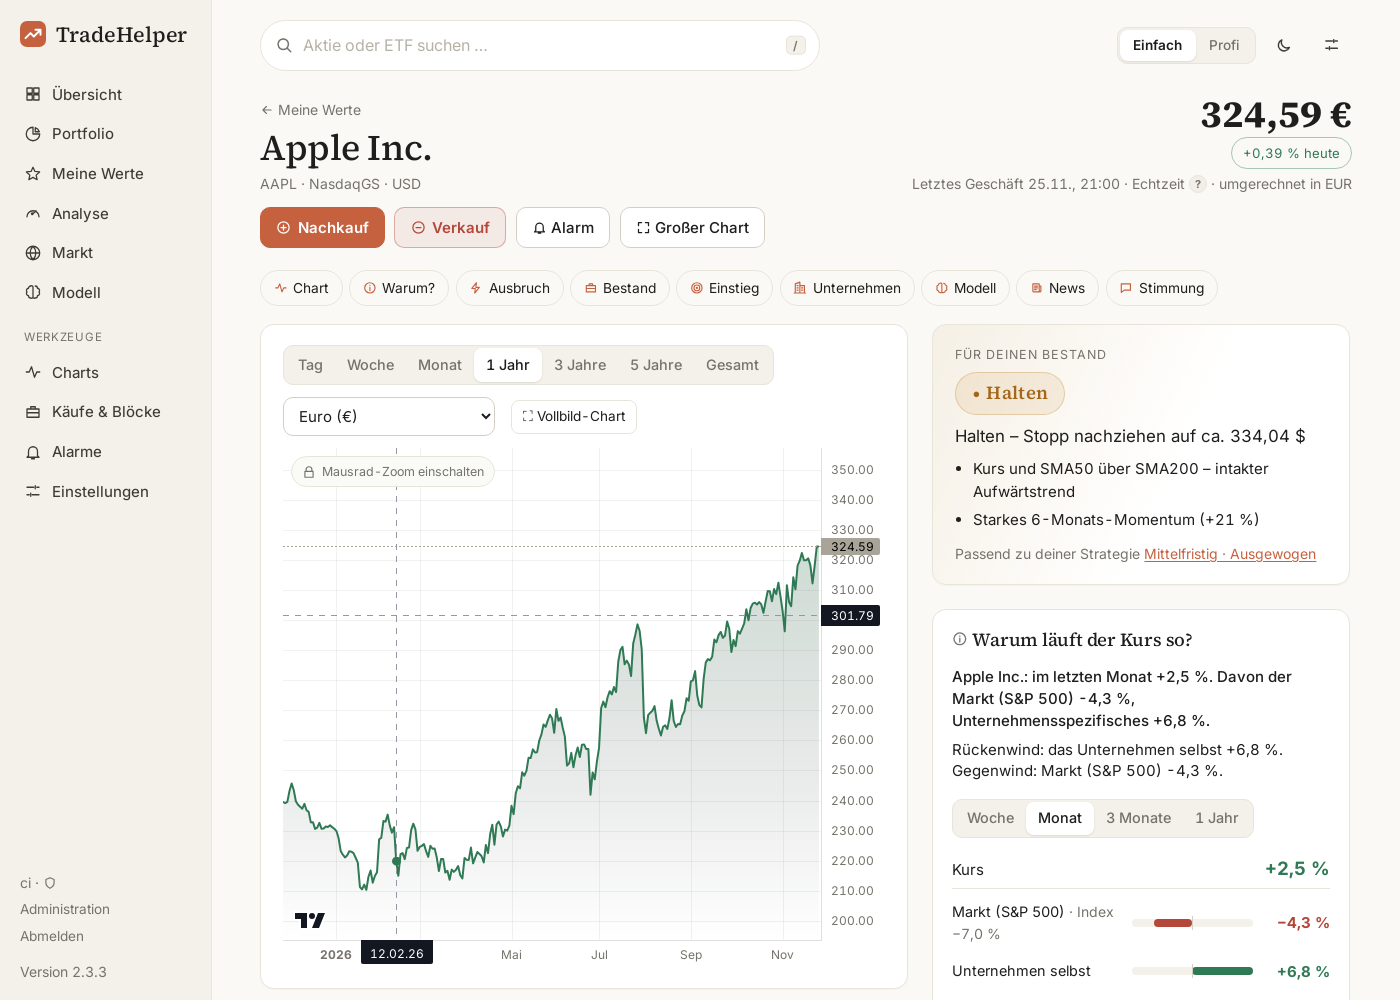 TradeHelper
Aktie oder ETF suchen …
/
Einfach
Profi
Übersicht
Portfolio
Meine Werte
Analyse
Markt
Modell
WERKZEUGE
Charts
Käufe & Blöcke
Alarme
Einstellungen
ci ·
Administration
Abmelden
Version 2.3.3
← Meine Werte
Apple Inc.
AAPL · NasdaqGS · USD
324,59 €
+0,39 % heute
Letztes Geschäft 25.11., 21:00 · Echtzeit ? · umgerechnet in EUR
Nachkauf
Verkauf
Alarm
Großer Chart
Chart
Warum?
Ausbruch
Bestand
Einstieg
Unternehmen
Modell
News
Stimmung
Tag
Woche
Monat
1 Jahr
3 Jahre
5 Jahre
Gesamt
Euro (€)
Vollbild-Chart
Mausrad-Zoom einschalten
350.00
340.00
330.00
324.59
320.00
310.00
301.79
290.00
280.00
270.00
260.00
250.00
240.00
230.00
220.00
210.00
200.00
2026
12.02.26
Mai
Jul
Sep
Nov
FÜR DEINEN BESTAND
• Halten
Halten – Stopp nachziehen auf ca. 334,04 $
• Kurs und SMA50 über SMA200 – intakter
Aufwärtstrend
• Starkes 6-Monats-Momentum (+21 %)
Passend zu deiner Strategie Mittelfristig · Ausgewogen
Warum läuft der Kurs so?
Apple Inc.: im letzten Monat +2,5 %. Davon der
Markt (S&P 500) -4,3 %,
Unternehmensspezifisches +6,8 %.
Rückenwind: das Unternehmen selbst +6,8 %.
Gegenwind: Markt (S&P 500) -4,3 %.
Woche
Monat
3 Monate
1 Jahr
Kurs
+2,5 %
Markt (S&P 500) · Index
−7,0 %
−4,3 %
Unternehmen selbst
+6,8 %